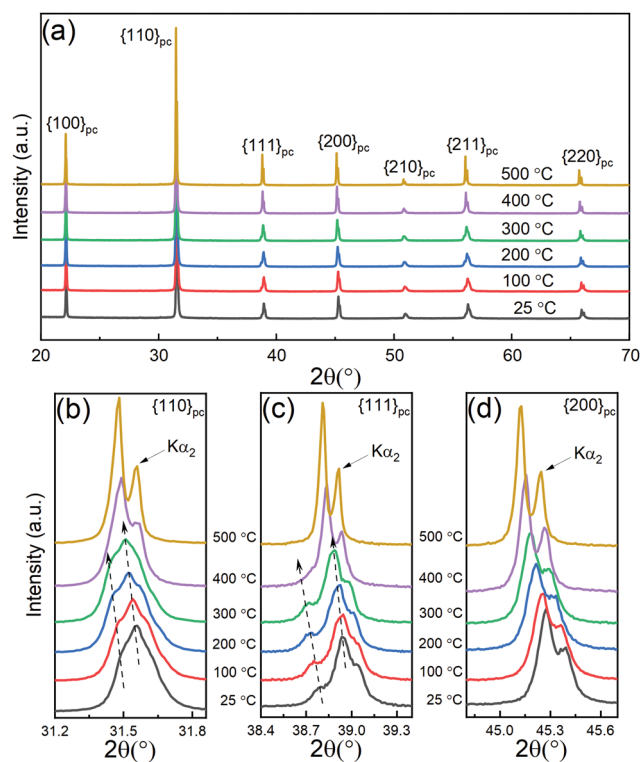 (a)
{110}pc
{100}pc
{111}pc
{200}pc
{210}pc
{211}pc
{220}pc
500 °C
400 °C
300 °C
200 °C
100 °C
25 °C
Intensity (a.u.)
20 30 40 50 60 70
2θ(°)
(b) {110}pc
Kα2
(c) {111}pc
Kα2
(d) {200}pc
Kα2
500 °C
400 °C
300 °C
200 °C
100 °C
25 °C
500 °C
400 °C
300 °C
200 °C
100 °C
25 °C
Intensity (a.u.)
31.2 31.5 31.8
38.4 38.7 39.0 39.3
45.0 45.3 45.6
2θ(°) 2θ(°) 2θ(°)